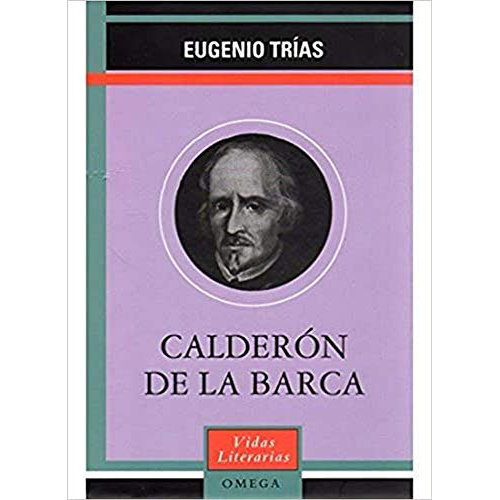 EUGENIO TRÍAS
CALDERÓN
DE LA BARCA
Vidas
Literarias
OMEGA